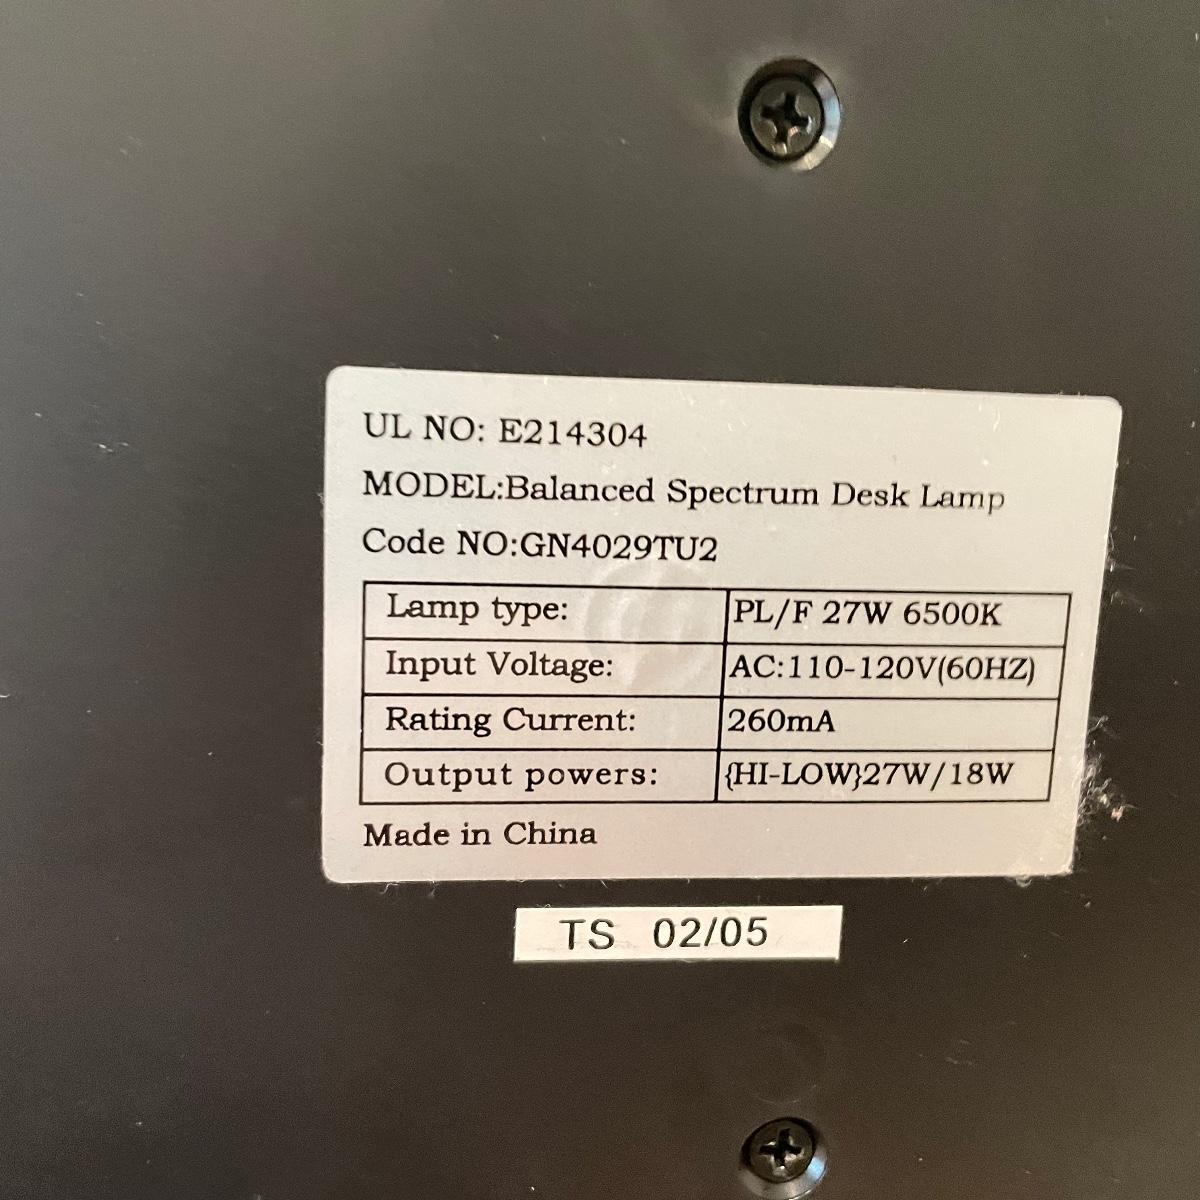 UL NO: E214304
MODEL:Balanced Spectrum Desk Lamp
Code NO:GN4029TU2
Lamp type: PL/F 27W 6500K
Input Voltage: AC:110-120V(60HZ)
Rating Current: 260mA
Output powers: {HI-LOW}27W/18W
Made in China
TS 02/05